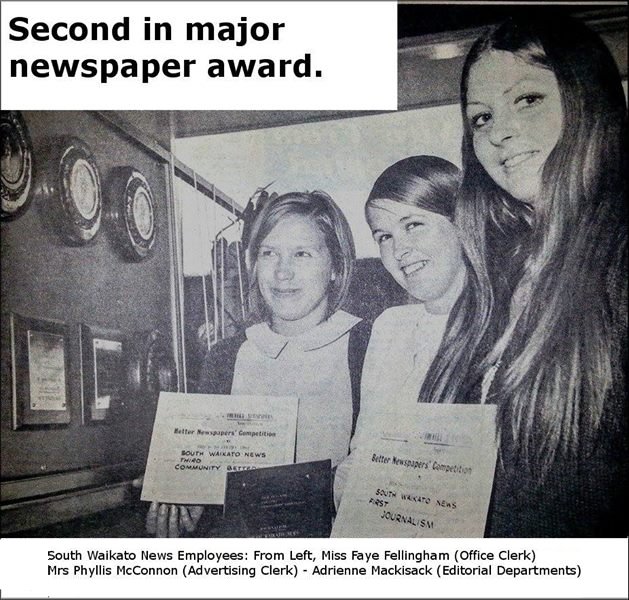 Second in major
newspaper award.
Better Newspapers' Competition
SOUTH WAIKATO NEWS
THIRD
COMMUNITY BETTER
Better Newspapers' Competition
SOUTH WAIKATO NEWS
FIRST
JOURNALISM
South Waikato News Employees: From Left, Miss Faye Fellingham (Office Clerk)
Mrs Phyllis McConnon (Advertising Clerk) - Adrienne Mackisack (Editorial Departments)